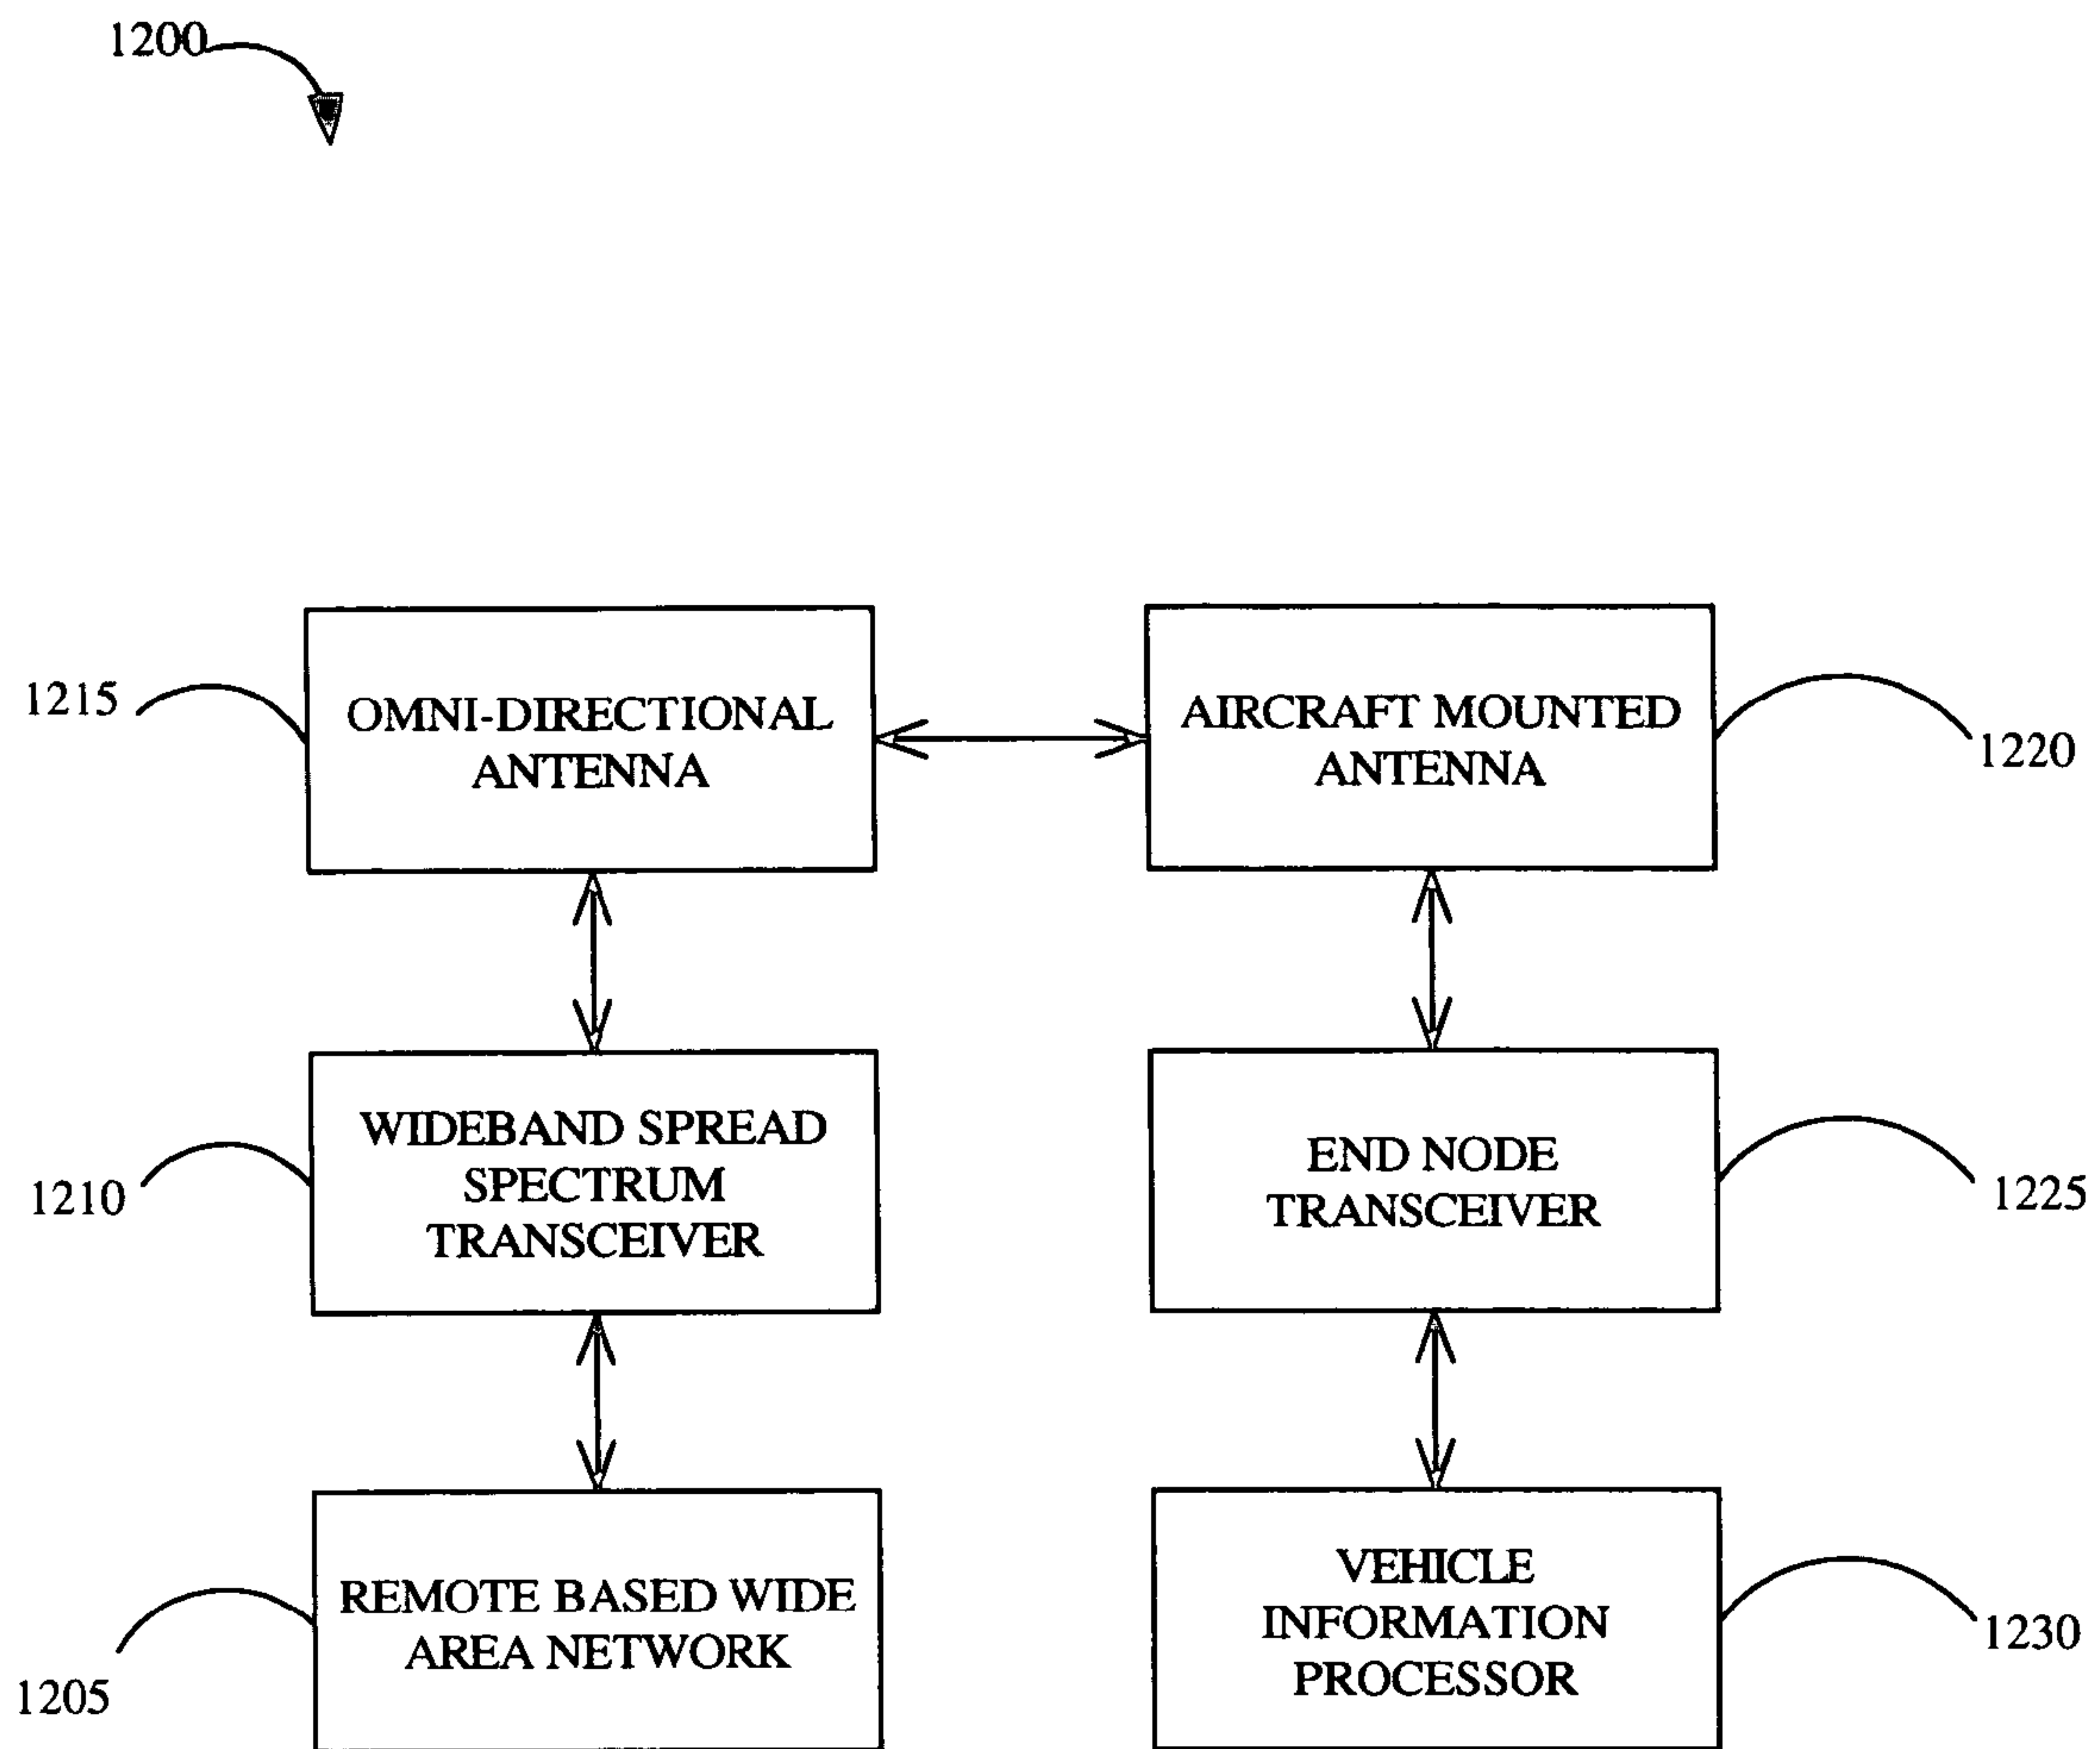 1200
1215
OMNI-DIRECTIONAL
ANTENNA
AIRCRAFT MOUNTED
ANTENNA
1220
1210
WIDEBAND SPREAD
SPECTRUM
TRANSCEIVER
END NODE
TRANSCEIVER
1225
1205
REMOTE BASED WIDE
AREA NETWORK
VEHICLE
INFORMATION
PROCESSOR
1230